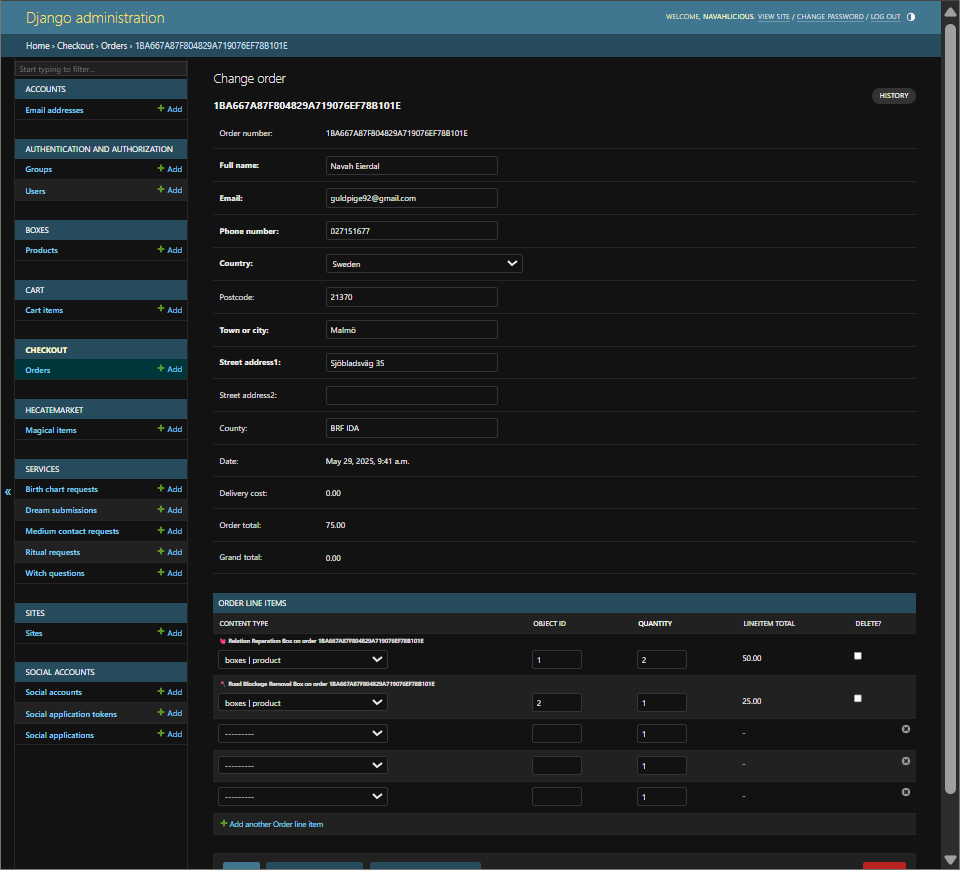 Django administration
WELCOME, NAVAHLICIOUS. VIEW SITE / CHANGE PASSWORD / LOG OUT
Home › Checkout › Orders › 1BA667A87F804829A719076EF78B101E
Start typing to filter...
ACCOUNTS
Email addresses + Add
AUTHENTICATION AND AUTHORIZATION
Groups + Add
Users + Add
BOXES
Products + Add
CART
Cart items + Add
CHECKOUT
Orders + Add
HECATEMARKET
Magical items + Add
SERVICES
Birth chart requests + Add
Dream submissions + Add
Medium contact requests + Add
Ritual requests + Add
Witch questions + Add
SITES
Sites + Add
SOCIAL ACCOUNTS
Social accounts + Add
Social application tokens + Add
Social applications + Add
«
Change order
1BA667A87F804829A719076EF78B101E
HISTORY
Order number: 1BA667A87F804829A719076EF78B101E
Full name: Navah Eierdal
Email: guldpige92@gmail.com
Phone number: 027151677
Country: Sweden
Postcode: 21370
Town or city: Malmö
Street address1: Sjöbladsväg 35
Street address2:
County: BRF IDA
Date: May 29, 2025, 9:41 a.m.
Delivery cost: 0.00
Order total: 75.00
Grand total: 0.00
ORDER LINE ITEMS
CONTENT TYPE OBJECT ID QUANTITY LINEITEM TOTAL DELETE?
Relation Reparation Box on order 1BA667A87F804829A719076EF78B101E
boxes | product 1 2 50.00
Road Blockage Removal Box on order 1BA667A87F804829A719076EF78B101E
boxes | product 2 1 25.00
--------- 1 -
--------- 1 -
--------- 1 -
+ Add another Order line item